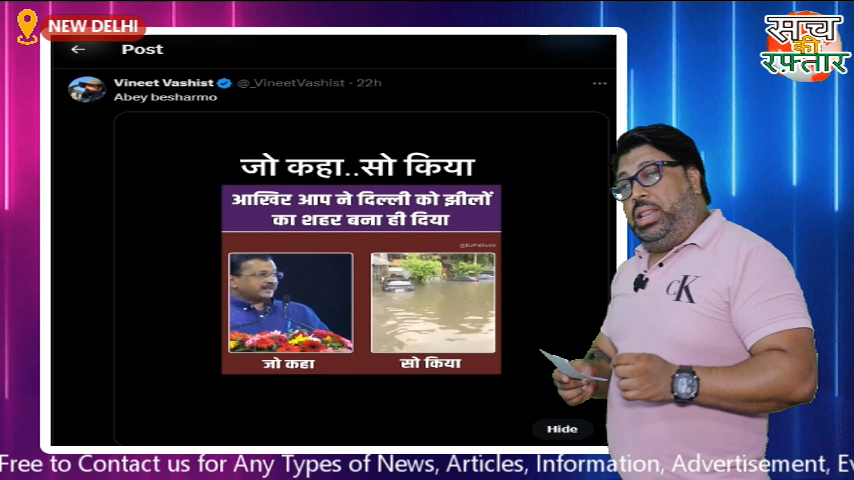 NEW DELHI
सच
की
रफ़्तार
← Post
Vineet Vashist @_VineetVashist · 22h
Abey besharmo
जो कहा..सो किया
आखिर आप ने दिल्ली को झीलों
का शहर बना ही दिया
जो कहा
सो किया
CK
Hide
Free to Contact us for Any Types of News, Articles, Information, Advertisement, Ev